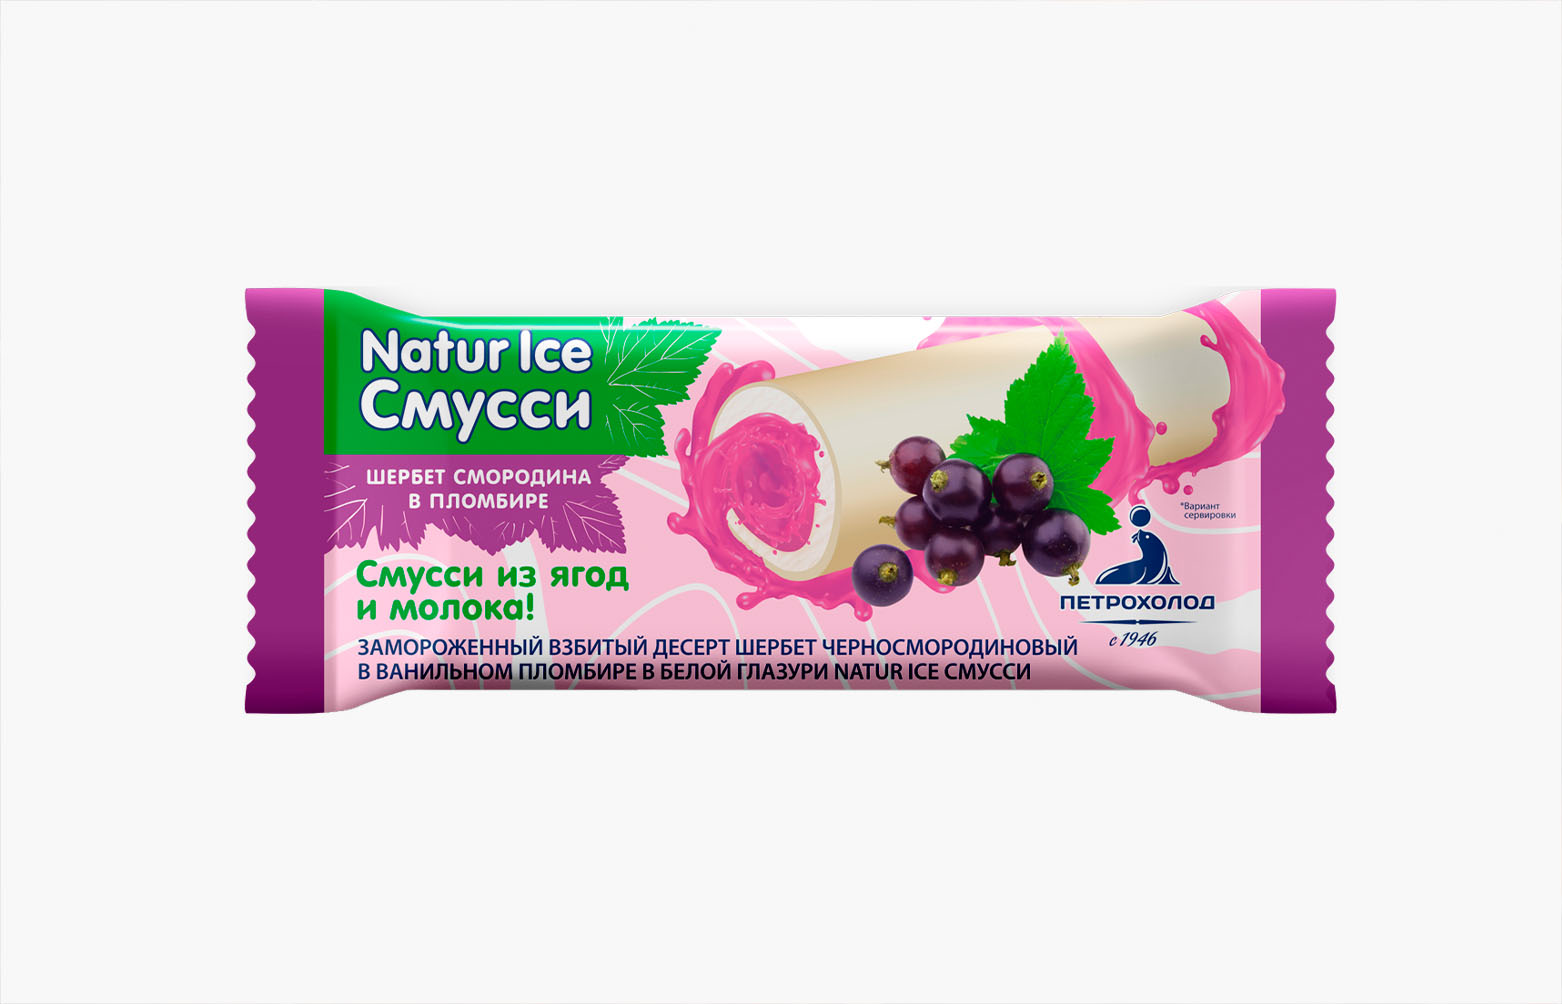 Natur Ice
Смусси
ШЕРБЕТ СМОРОДИНА
В ПЛОМБИРЕ
Смусси из ягод
и молока!
ЗАМОРОЖЕННЫЙ ВЗБИТЫЙ ДЕСЕРТ ШЕРБЕТ ЧЕРНОСМОРОДИНОВЫЙ
В ВАНИЛЬНОМ ПЛОМБИРЕ В БЕЛОЙ ГЛАЗУРИ NATUR ICE СМУССИ
*Вариант
сервировки
ПЕТРОХОЛОД
с 1946